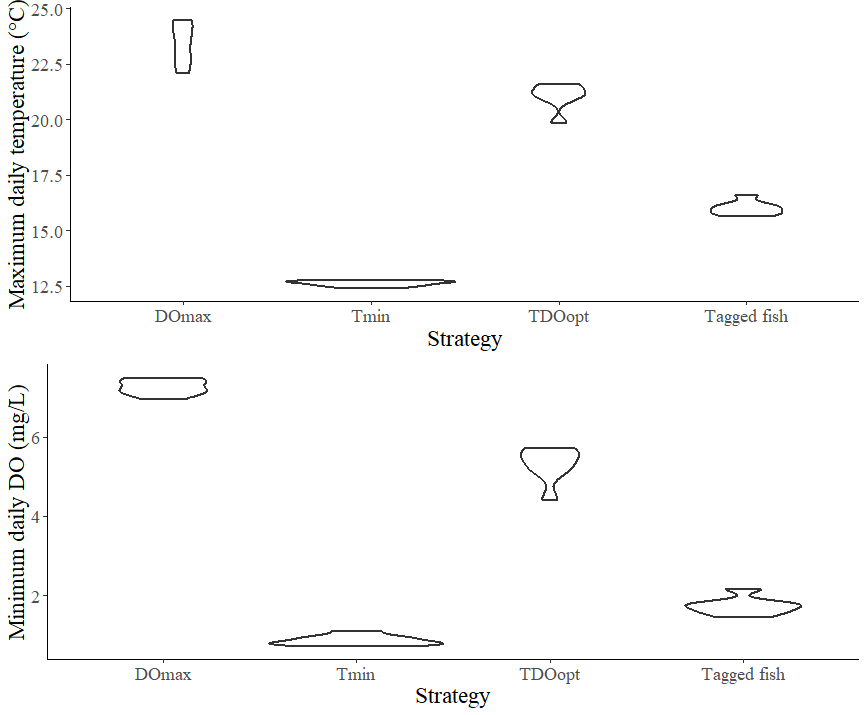 Maximum daily temperature (°C)
25.0
22.5
20.0
17.5
15.0
12.5
DOmax
Tmin
TDOopt
Tagged fish
Strategy
Minimum daily DO (mg/L)
6
4
2
DOmax
Tmin
TDOopt
Tagged fish
Strategy